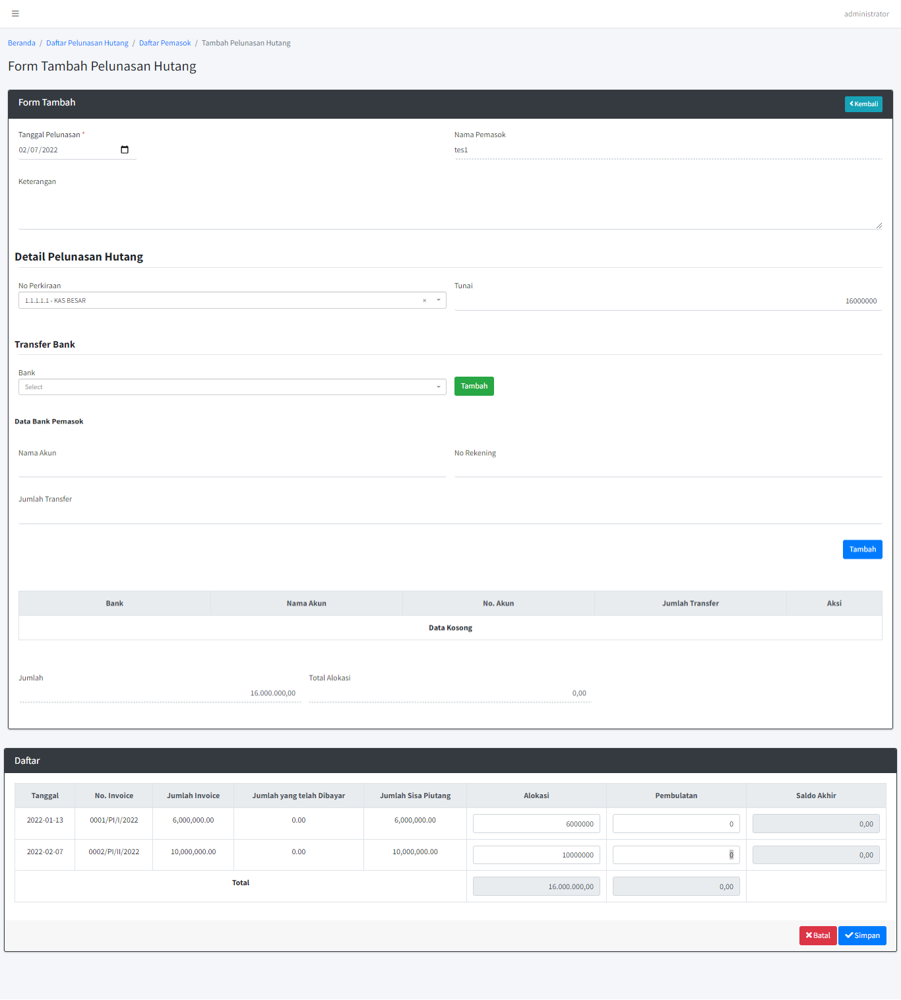 administrator
Beranda / Daftar Pelunasan Hutang / Daftar Pemasok / Tambah Pelunasan Hutang
Form Tambah Pelunasan Hutang
Form Tambah
Kembali
Tanggal Pelunasan * Nama Pemasok
02/07/2022 tes1
Keterangan
Detail Pelunasan Hutang
No Perkiraan Tunai
1.1.1.1.1 - KAS BESAR × 16000000
Transfer Bank
Bank
Select Tambah
Data Bank Pemasok
Nama Akun No Rekening
Jumlah Transfer
Tambah
Bank Nama Akun No. Akun Jumlah Transfer Aksi
Data Kosong
Jumlah Total Alokasi
16.000.000,00 0,00
Daftar
Tanggal No. Invoice Jumlah Invoice Jumlah yang telah Dibayar Jumlah Sisa Piutang Alokasi Pembulatan Saldo Akhir
2022-01-13 0001/PI/I/2022 6,000,000.00 0.00 6,000,000.00 6000000 0 0,00
2022-02-07 0002/PI/II/2022 10,000,000.00 0.00 10,000,000.00 10000000 0 0,00
Total 16.000.000,00 0,00
Batal Simpan